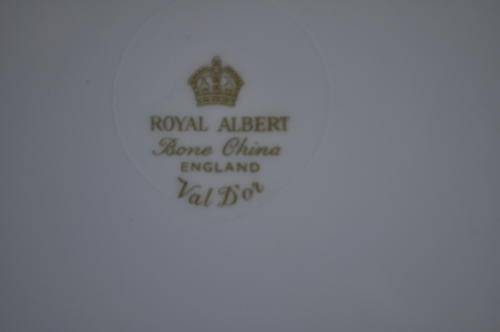 ROYAL ALBERT
Bone China
ENGLAND
Val D'or